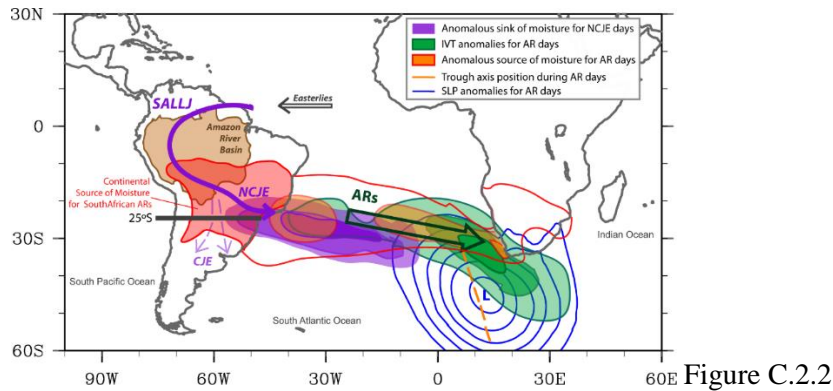 30N
0
30S
60S
90W
60W
30W
0
30E
60E
Anomalous sink of moisture for NCJE days
IVT anomalies for AR days
Anomalous source of moisture for AR days
Trough axis position during AR days
SLP anomalies for AR days
SALLJ
Easterlies
Amazon
River
Basin
Continental
Source of Moisture
for SouthAfrican ARs
NCJE
ARs
25ºS
CJE
L
Indian Ocean
South Pacific Ocean
South Atlantic Ocean
Figure C.2.2